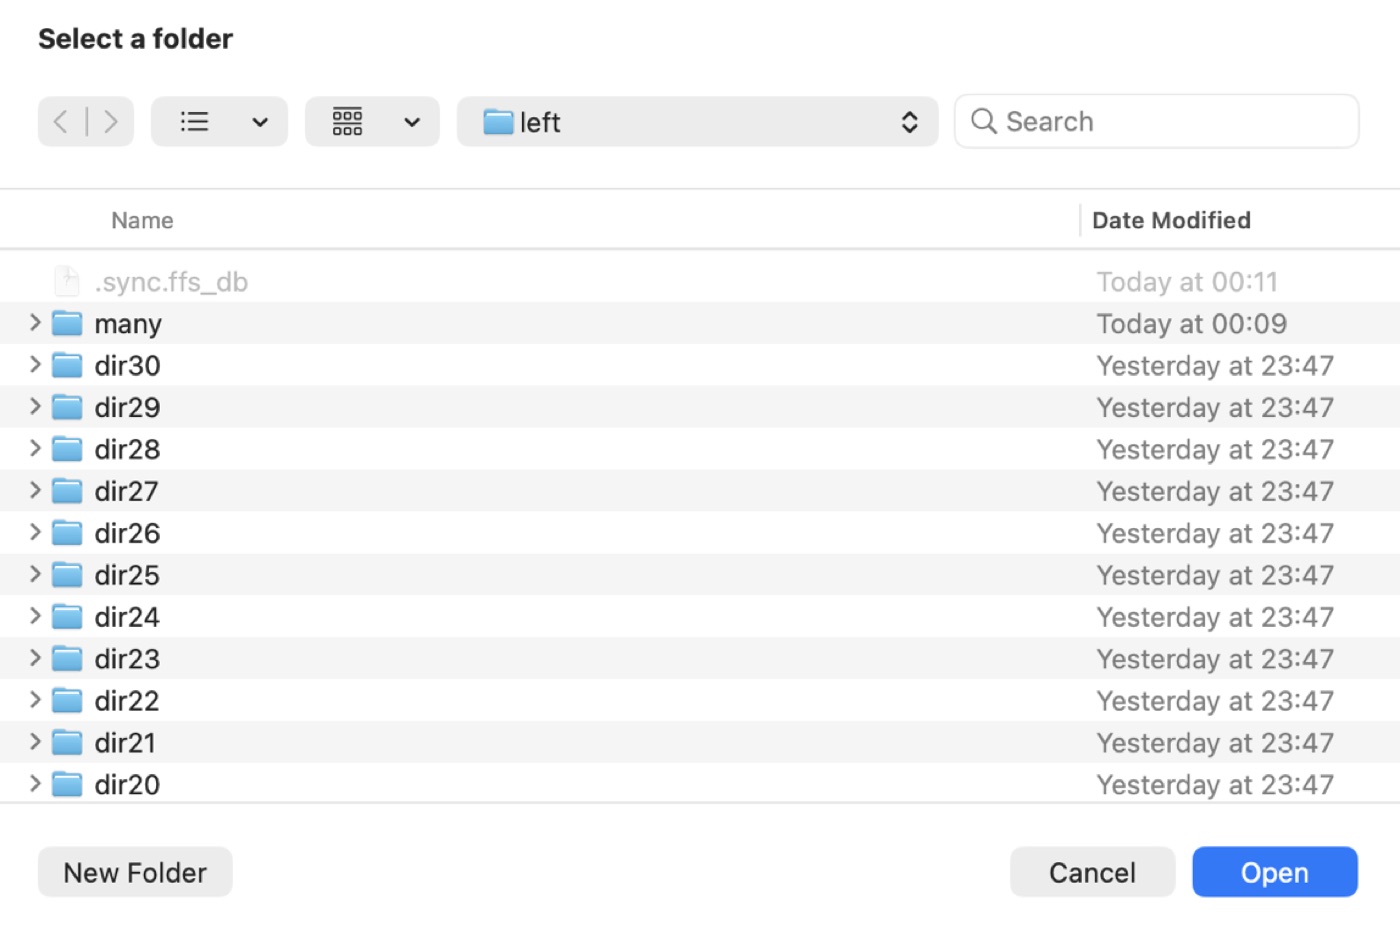 Select a folder
left
Search
Name Date Modified
.sync.ffs_db Today at 00:11
many Today at 00:09
dir30 Yesterday at 23:47
dir29 Yesterday at 23:47
dir28 Yesterday at 23:47
dir27 Yesterday at 23:47
dir26 Yesterday at 23:47
dir25 Yesterday at 23:47
dir24 Yesterday at 23:47
dir23 Yesterday at 23:47
dir22 Yesterday at 23:47
dir21 Yesterday at 23:47
dir20 Yesterday at 23:47
New Folder Cancel Open